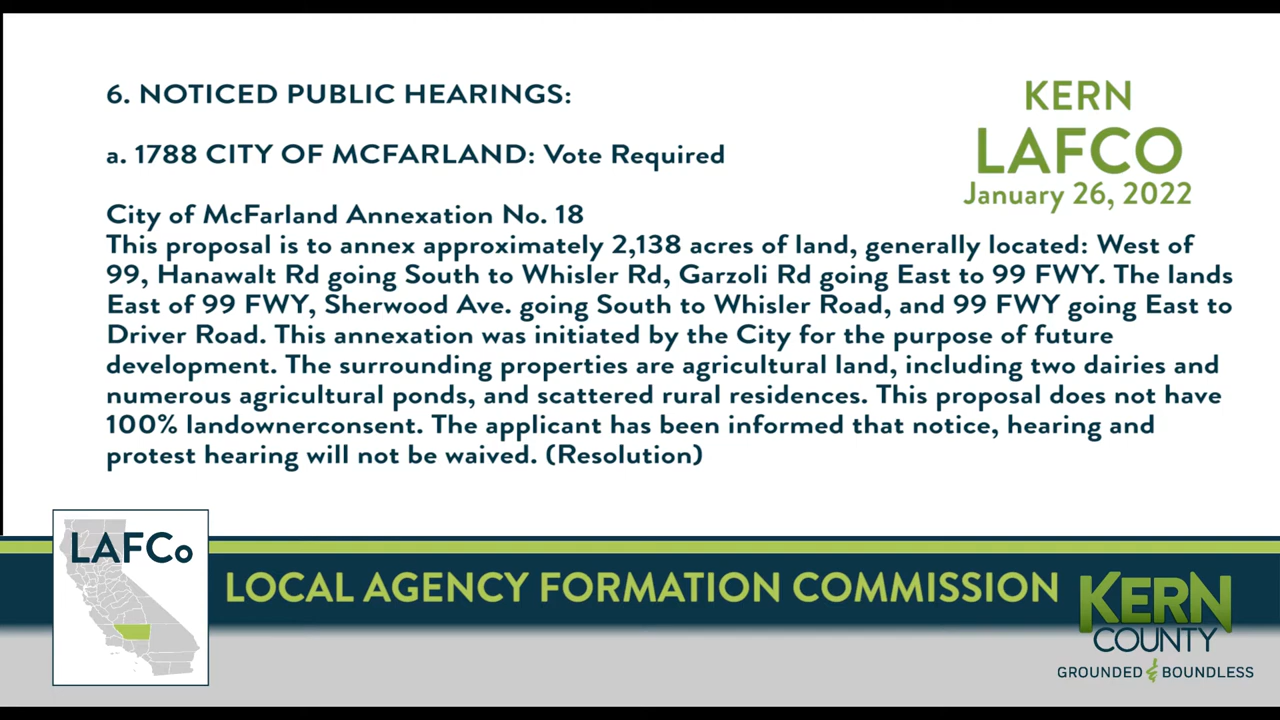 6. NOTICED PUBLIC HEARINGS:
a. 1788 CITY OF MCFARLAND: Vote Required
City of McFarland Annexation No. 18
This proposal is to annex approximately 2,138 acres of land, generally located: West of
99, Hanawalt Rd going South to Whisler Rd, Garzoli Rd going East to 99 FWY. The lands
East of 99 FWY, Sherwood Ave. going South to Whisler Road, and 99 FWY going East to
Driver Road. This annexation was initiated by the City for the purpose of future
development. The surrounding properties are agricultural land, including two dairies and
numerous agricultural ponds, and scattered rural residences. This proposal does not have
100% landownerconsent. The applicant has been informed that notice, hearing and
protest hearing will not be waived. (Resolution)
KERN
LAFCO
January 26, 2022
LAFCo
LOCAL AGENCY FORMATION COMMISSION
KERN
COUNTY
GROUNDED & BOUNDLESS